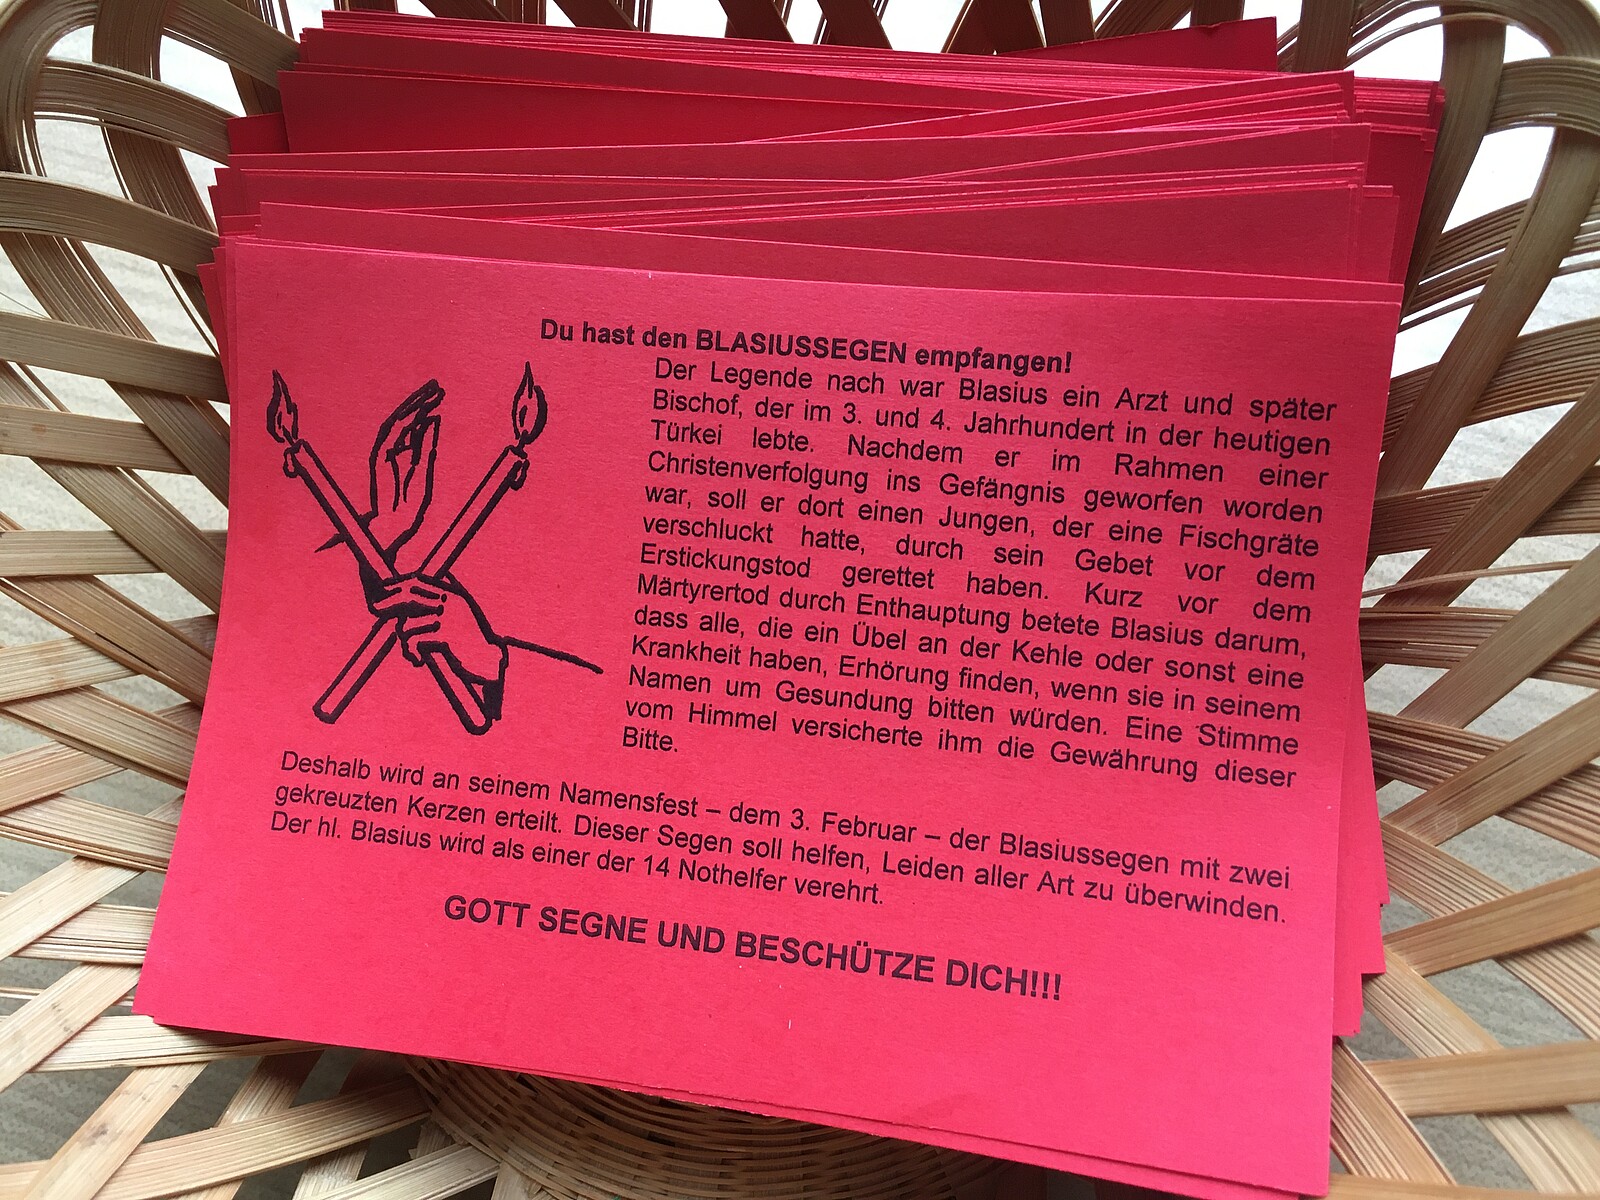 Du hast den BLASIUSSEGEN empfangen!
Der Legende nach war Blasius ein Arzt und später
Bischof, der im 3. und 4. Jahrhundert in der heutigen
Türkei lebte. Nachdem er im Rahmen einer
Christenverfolgung ins Gefängnis geworfen worden
war, soll er dort einen Jungen, der eine Fischgräte
verschluckt hatte, durch sein Gebet vor dem
Erstickungstod gerettet haben. Kurz vor dem
Märtyrertod durch Enthauptung betete Blasius darum,
dass alle, die ein Übel an der Kehle oder sonst eine
Krankheit haben, Erhörung finden, wenn sie in seinem
Namen um Gesundung bitten würden. Eine Stimme
vom Himmel versicherte ihm die Gewährung dieser
Bitte.
Deshalb wird an seinem Namensfest – dem 3. Februar – der Blasiussegen mit zwei
gekreuzten Kerzen erteilt. Dieser Segen soll helfen, Leiden aller Art zu überwinden.
Der hl. Blasius wird als einer der 14 Nothelfer verehrt.
GOTT SEGNE UND BESCHÜTZE DICH!!!